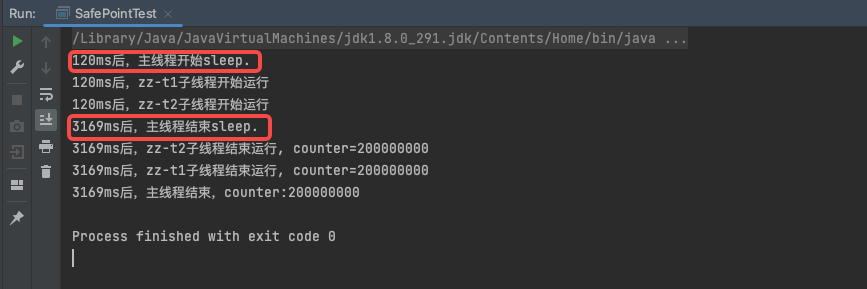 Run: SafePointTest
/Library/Java/JavaVirtualMachines/jdk1.8.0_291.jdk/Contents/Home/bin/java ...
120ms后，主线程开始sleep.
120ms后，zz-t1子线程开始运行
120ms后，zz-t2子线程开始运行
3169ms后，主线程结束sleep.
3169ms后，zz-t2子线程结束运行, counter=200000000
3169ms后，zz-t1子线程结束运行, counter=200000000
3169ms后，主线程结束，counter:200000000
Process finished with exit code 0